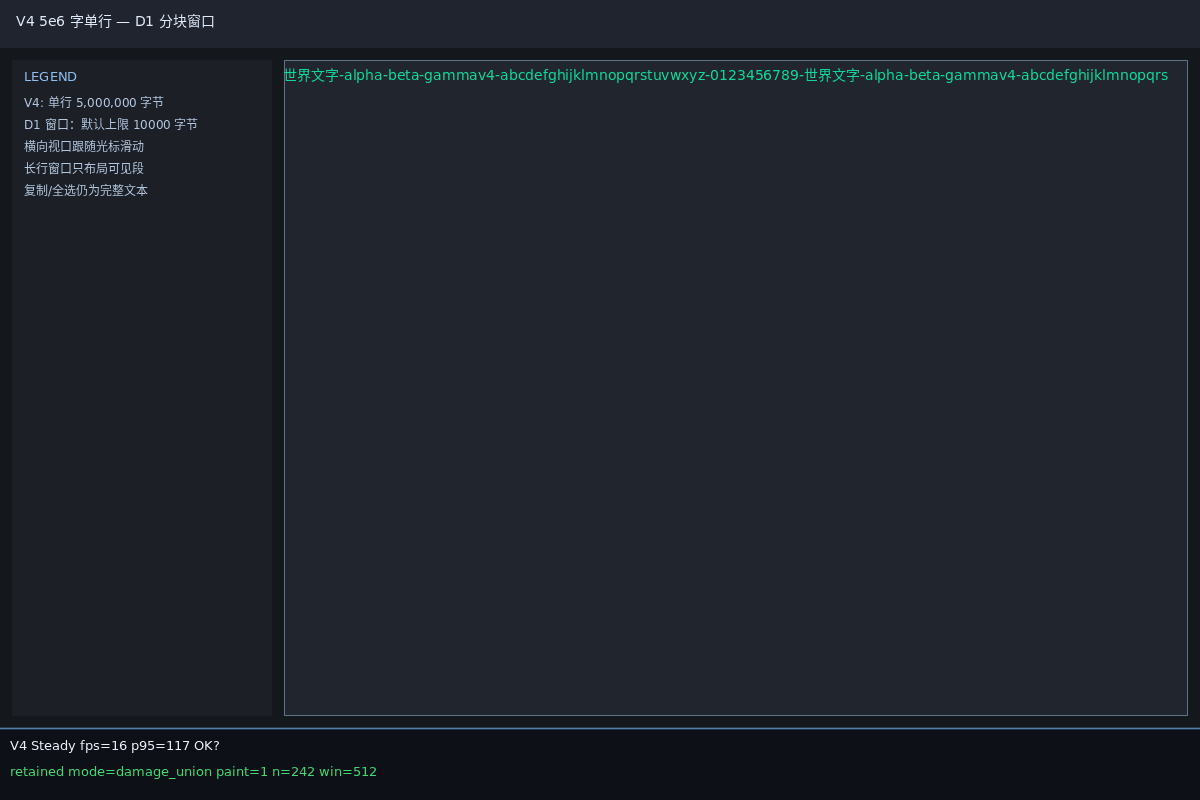 V4 5e6 字单行 — D1 分块窗口
LEGEND
V4: 单行 5,000,000 字节
D1 窗口: 默认上限 10000 字节
横向视口跟随光标滑动
长行窗口只布局可见段
复制/全选仍为完整文本
世界文字-alpha-beta-gammav4-abcdefghijklmnopqrstuvwxyz-0123456789-世界文字-alpha-beta-gammav4-abcdefghijklmnopqrs
V4 Steady fps=16 p95=117 OK?
retained mode=damage_union paint=1 n=242 win=512